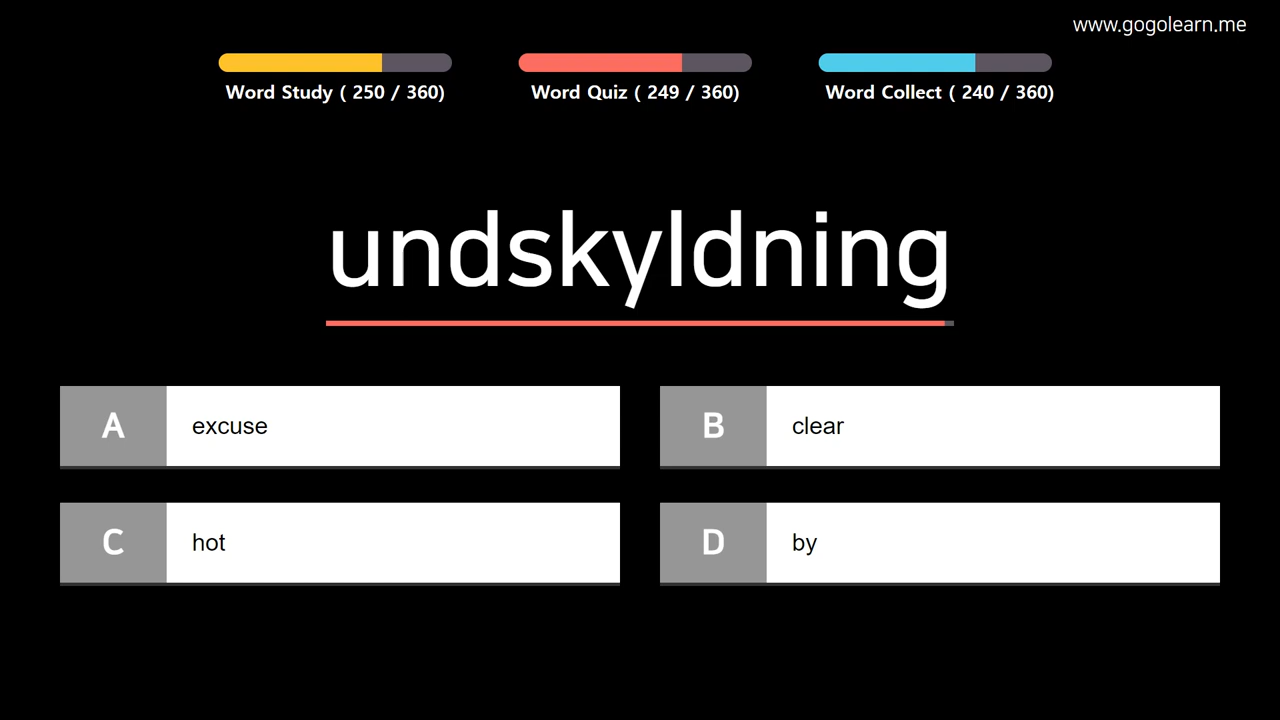 www.gogolearn.me
Word Study ( 250 / 360)
Word Quiz ( 249 / 360)
Word Collect ( 240 / 360)
undskyldning
A excuse
B clear
C hot
D by